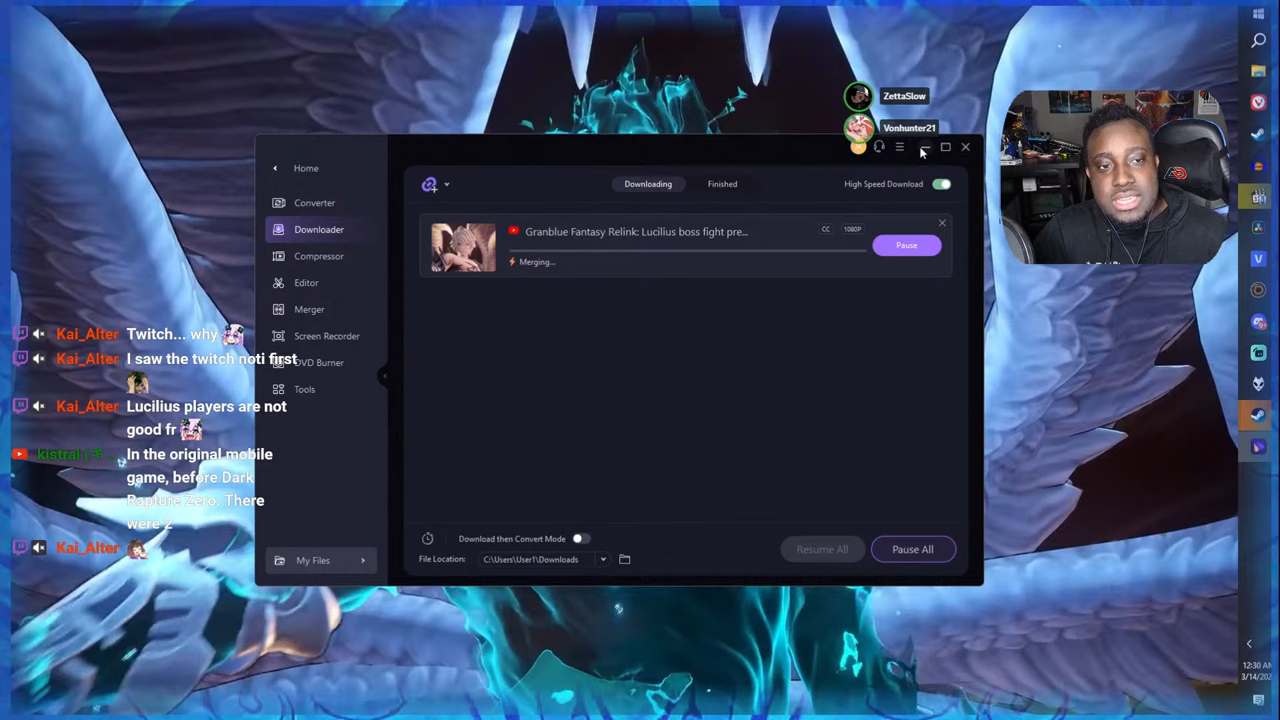 ZettaSlow
Vonhunter21
Home
Converter
Downloader
Compressor
Editor
Merger
Screen Recorder
DVD Burner
Tools
My Files
Downloading
Finished
High Speed Download
Granblue Fantasy Relink: Lucilius boss fight pre...
CC
1080P
Merging...
Pause
Download then Convert Mode
File Location:
C:\Users\User1\Downloads
Resume All
Pause All
Kai_Alter Twitch... why
Kai_Alter I saw the twitch noti first
Kai_Alter Lucilius players are not
good fr
kistral In the original mobile
game, before Dark
Rapture Zero. There
were 2
Kai_Alter
12:30 AM